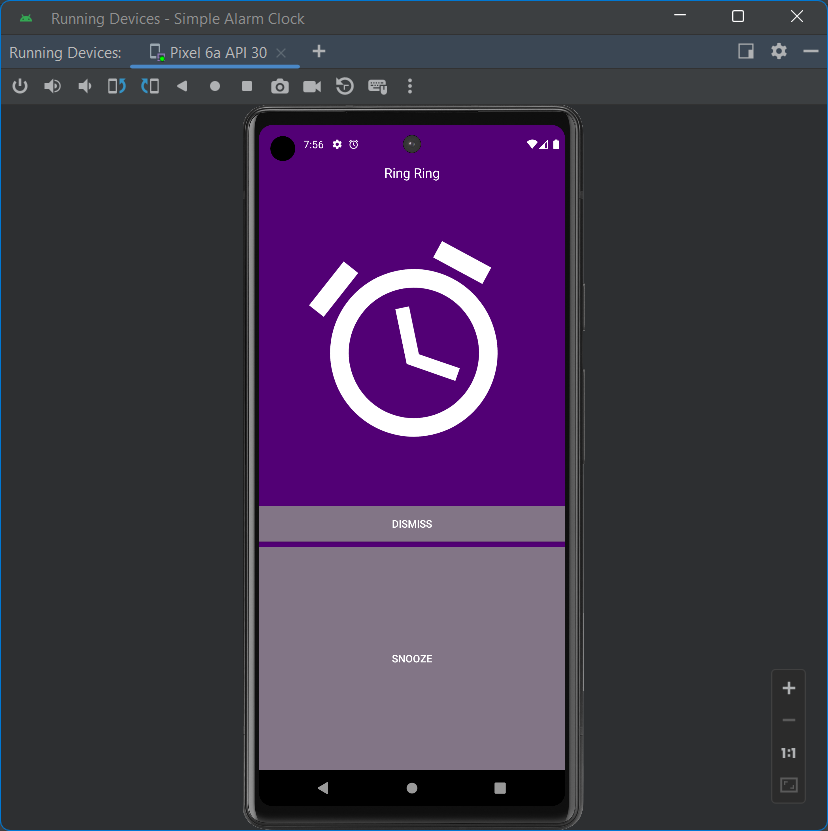 Running Devices - Simple Alarm Clock
Running Devices: Pixel 6a API 30
7:56
Ring Ring
DISMISS
SNOOZE
1:1